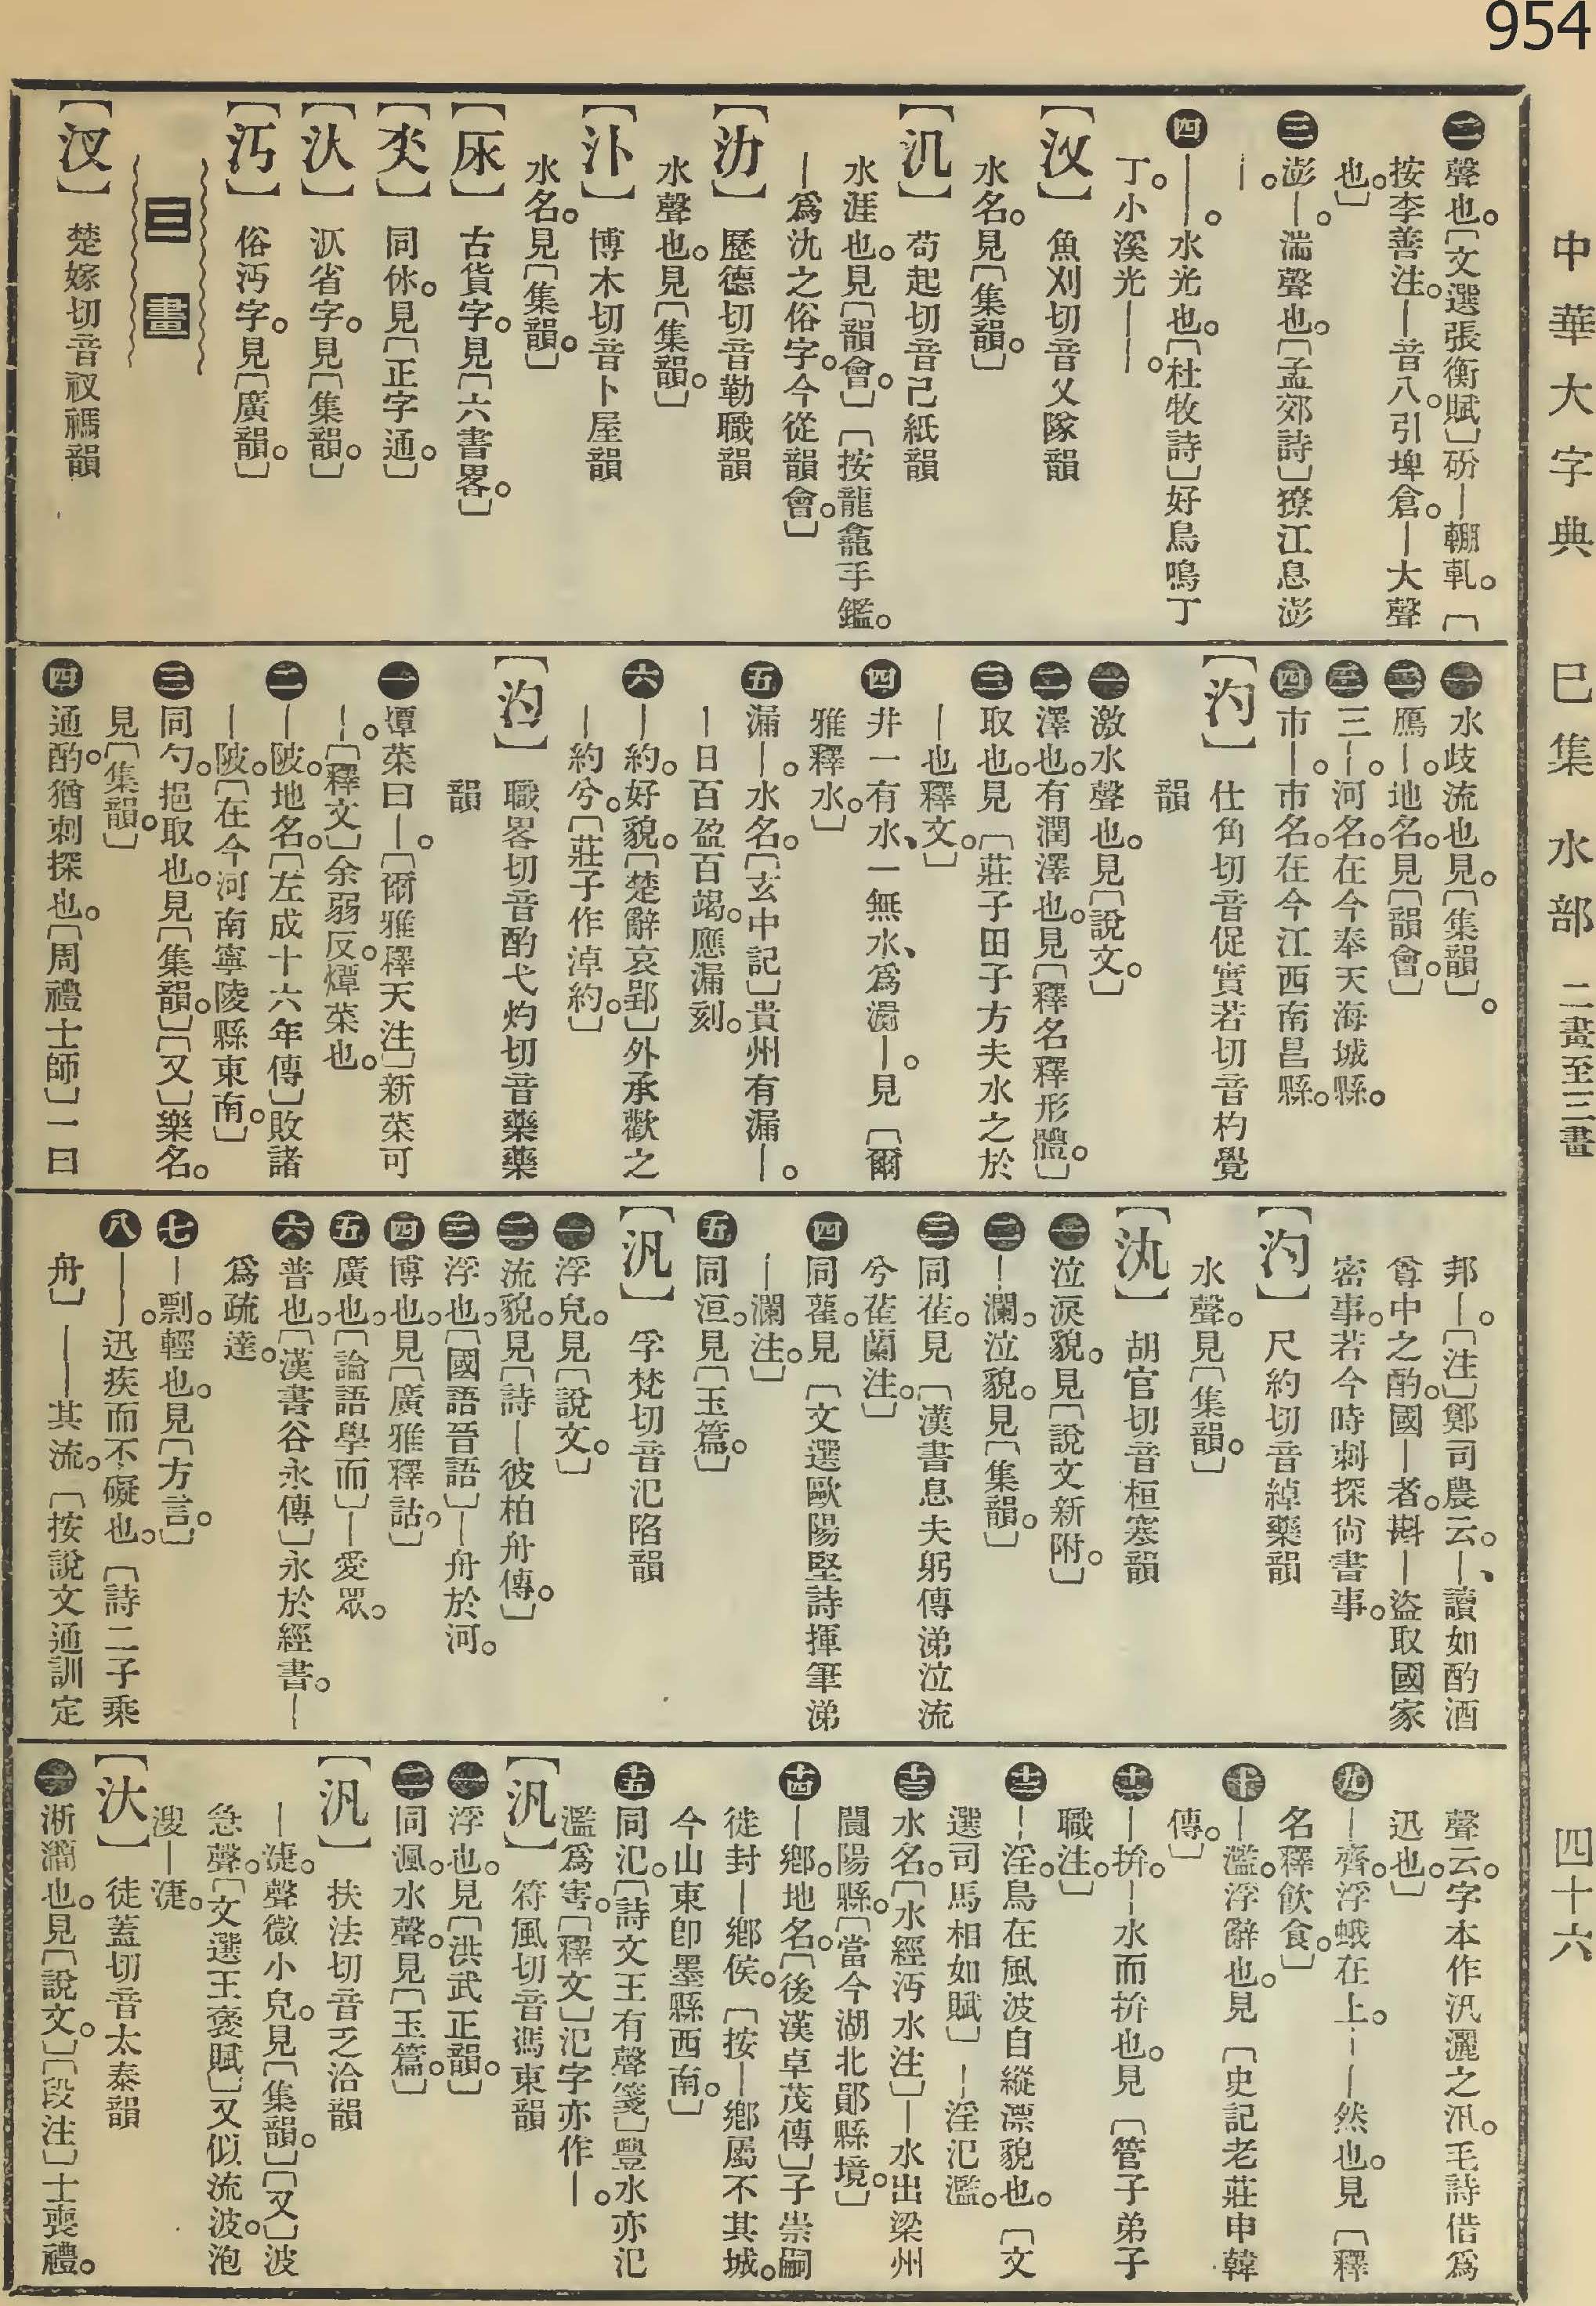 954
中華大字典 巳集 水部 二畫至三畫 四十六
㊁聲也。〔文選張衡賦〕砏—輣軋。〔
按李善注。—音八。引埤倉。—大聲
也。〕
㊂澎—。湍聲也。〔孟郊詩〕獠江息澎
—。
㊃——。水光也。〔杜牧詩〕好鳥鳴丁
丁。小溪光——。
【汷】魚刈切音乂隊韻
水名。見〔集韻。〕
【汎】苟起切音己紙韻
水涯也。見〔韻會。〕〔按龍龕手鑑。
—爲氿之俗字。今從韻會。〕
【氻】歷德切音勒職韻
水聲也。見〔集韻。〕
【汴】博木切音卜屋韻
水名。見〔集韻。〕
【㞙】古貨字。見〔六書畧。〕
同休。見〔正字通。〕
【汏】沠省字。見〔集韻。〕
【汅】俗沔字。見〔廣韻。〕
三畫
【汊】楚嫁切音衩禡韻
㊀水歧流也。見。〔集韻〕。
㊁鴈—。地名。見〔韻會。〕
㊂三—。河名。在今奉天海城縣。
㊃市—。市名。在今江西南昌縣。
【汋】仕角切音促實若切音杓覺
韻
㊀激水聲也。見〔說文。〕
㊁澤也。有潤澤也。見〔釋名釋形體。〕
㊂取也。見〔莊子田子方夫水之於
—也釋文。〕
㊃井一有水、一無水、爲瀱—。見〔爾
雅釋水。〕
㊄漏—。水名。〔玄中記〕貴州有漏—。
—日百盈百竭。應漏刻。
㊅—約。好貌。〔楚辭哀郢〕外承歡之
—約兮。〔莊子作淖約。〕
【汋】職畧切音酌弋灼切音藥藥
韻
㊀燂菜曰—。〔爾雅釋天注〕新菜可
—。〔釋文〕余弱反。燂菜也。
㊁—陂。地名。〔左成十六年傳〕敗諸
—陂。〔在今河南寧陵縣東南。〕
㊂同勺。挹取也。見〔集韻。〕〔又〕樂名。
見〔集韻。〕
㊃通酌。猶刺探也。〔周禮士師〕一曰
邦—。〔注〕鄭司農云。—、讀如酌酒
尊中之酌。國—者。斟—盜取國家
密事。若今時刺探尙書事。
【汋】尺約切音綽藥韻
水聲。見〔集韻。〕
【汍】胡官切音桓寒韻
㊀泣淚貌。見〔說文新附。〕
㊁—瀾。泣貌。見〔集韻。〕
㊂同萑。見〔漢書息夫躬傳涕泣流
兮萑蘭注。〕
㊃同雚。見〔文選歐陽堅詩揮筆涕
—瀾注。〕
㊄同洹。見〔玉篇。〕
【汎】孚梵切音氾陷韻
㊀浮皃。見〔說文。〕
㊁流貌。見〔詩—彼柏舟傳。〕
㊂浮也。〔國語晉語〕—舟於河。
㊃博也。見〔廣雅釋詁。〕
㊄廣也。〔論語學而〕—愛眾。
㊅普也。〔漢書谷永傳〕永於經書。—
爲疏達。
㊆—剽。輕也。見〔方言。〕
㊇——。迅疾而不礙也。〔詩二子乘
舟〕——其流。〔按說文通訓定
聲云。字本作汛灑之汛。毛詩借爲
迅也。〕
㊈—齊。浮蛾在上。——然也。見〔釋
名釋飲食。〕
㊉—濫。浮辭也。見〔史記老莊申韓
傳。〕
十一—拚。—水而拚也。見〔管子弟子
職注。〕
十二—淫。鳥在風波自縱漂貌也。〔文
選司馬相如賦〕—淫氾濫。
十三水名。〔水經沔水注〕—水出梁州
閬陽縣。〔當今湖北鄖縣境。〕
十四—鄕。地名。〔後漢卓茂傳〕子崇嗣
徙封—鄕侯。〔按—鄕屬不其城。
今山東卽墨縣西南。〕
十五同氾。〔詩文王有聲箋〕豐水亦氾
濫爲害。〔釋文〕氾字亦作—。
【汎】符風切音馮東韻
㊀浮也。見〔洪武正韻。〕
㊁同渢。水聲。見〔玉篇。〕
【汎】扶法切音乏洽韻
—淁。聲微小皃。見〔集韻。〕〔又〕波
急聲。〔文選王褒賦〕又似流波。泡
溲—淁。
【汏】徒蓋切音太泰韻
㊀淅灡也。見〔說文。〕〔段注〕士喪禮。